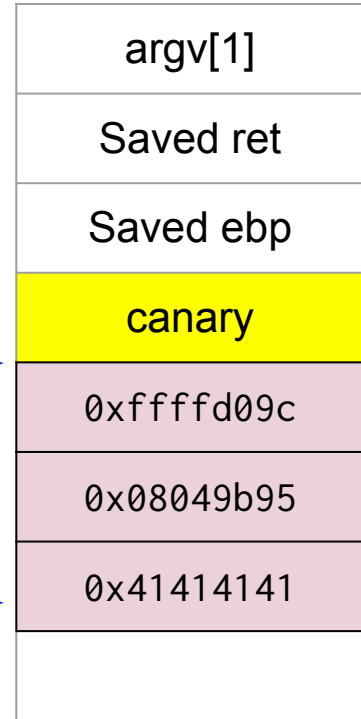 argv[1]
Saved ret
Saved ebp
canary
0xffffd09c
0x08049b95
0x41414141